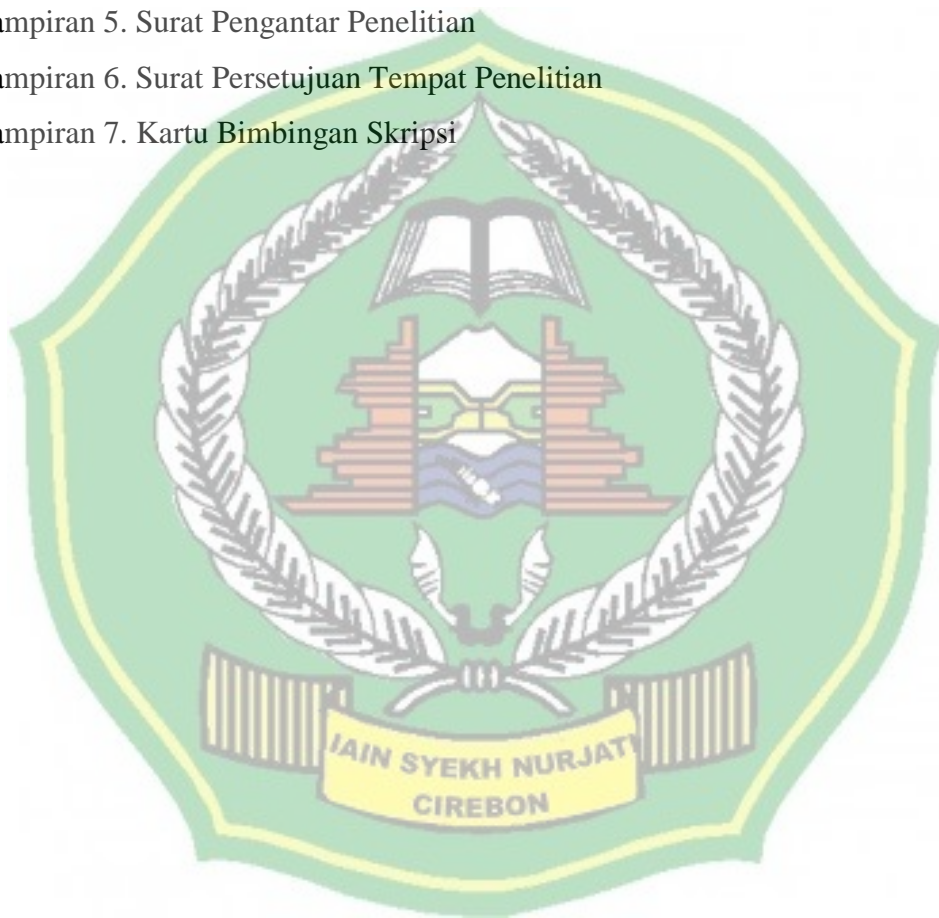 ampiran 5. Surat Pengantar Penelitian
ampiran 6. Surat Persetujuan Tempat Penelitian
ampiran 7. Kartu Bimbingan Skripsi
IAIN SYEKH NURJATI
CIREBON